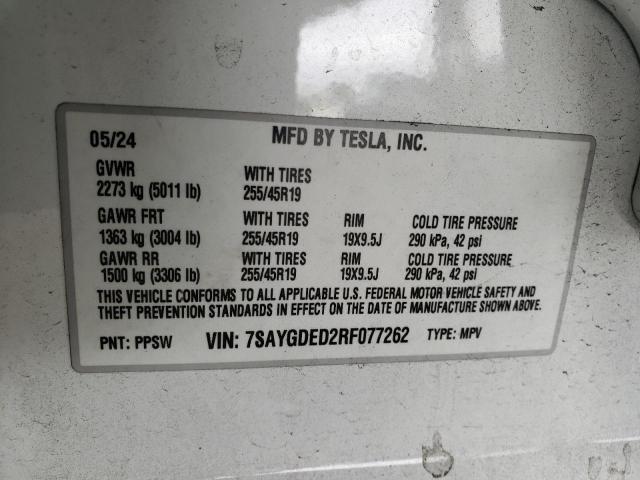 05/24 MFD BY TESLA, INC.
GVWR WITH TIRES
2273 kg (5011 lb) 255/45R19
GAWR FRT WITH TIRES RIM COLD TIRE PRESSURE
1363 kg (3004 lb) 255/45R19 19X9.5J 290 kPa, 42 psi
GAWR RR WITH TIRES RIM COLD TIRE PRESSURE
1500 kg (3306 lb) 255/45R19 19X9.5J 290 kPa, 42 psi
THIS VEHICLE CONFORMS TO ALL APPLICABLE U.S. FEDERAL MOTOR VEHICLE SAFETY AND
THEFT PREVENTION STANDARDS IN EFFECT ON THE DATE OF MANUFACTURE SHOWN ABOVE.
PNT: PPSW VIN: 7SAYGDED2RF077262 TYPE: MPV